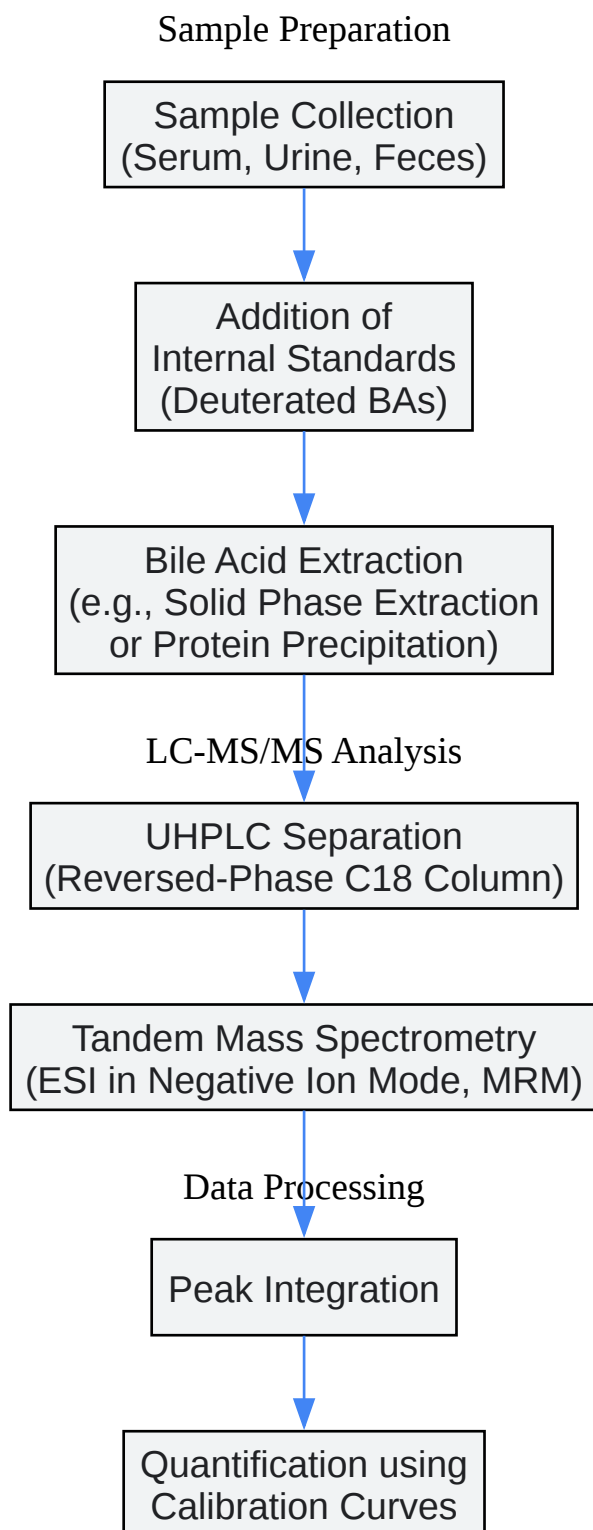 Sample Preparation
Sample Collection
(Serum, Urine, Feces)
Addition of
Internal Standards
(Deuterated BAs)
Bile Acid Extraction
(e.g., Solid Phase Extraction
or Protein Precipitation)
LC-MS/MS Analysis
UHPLC Separation
(Reversed-Phase C18 Column)
Tandem Mass Spectrometry
(ESI in Negative Ion Mode, MRM)
Data Processing
Peak Integration
Quantification using
Calibration Curves